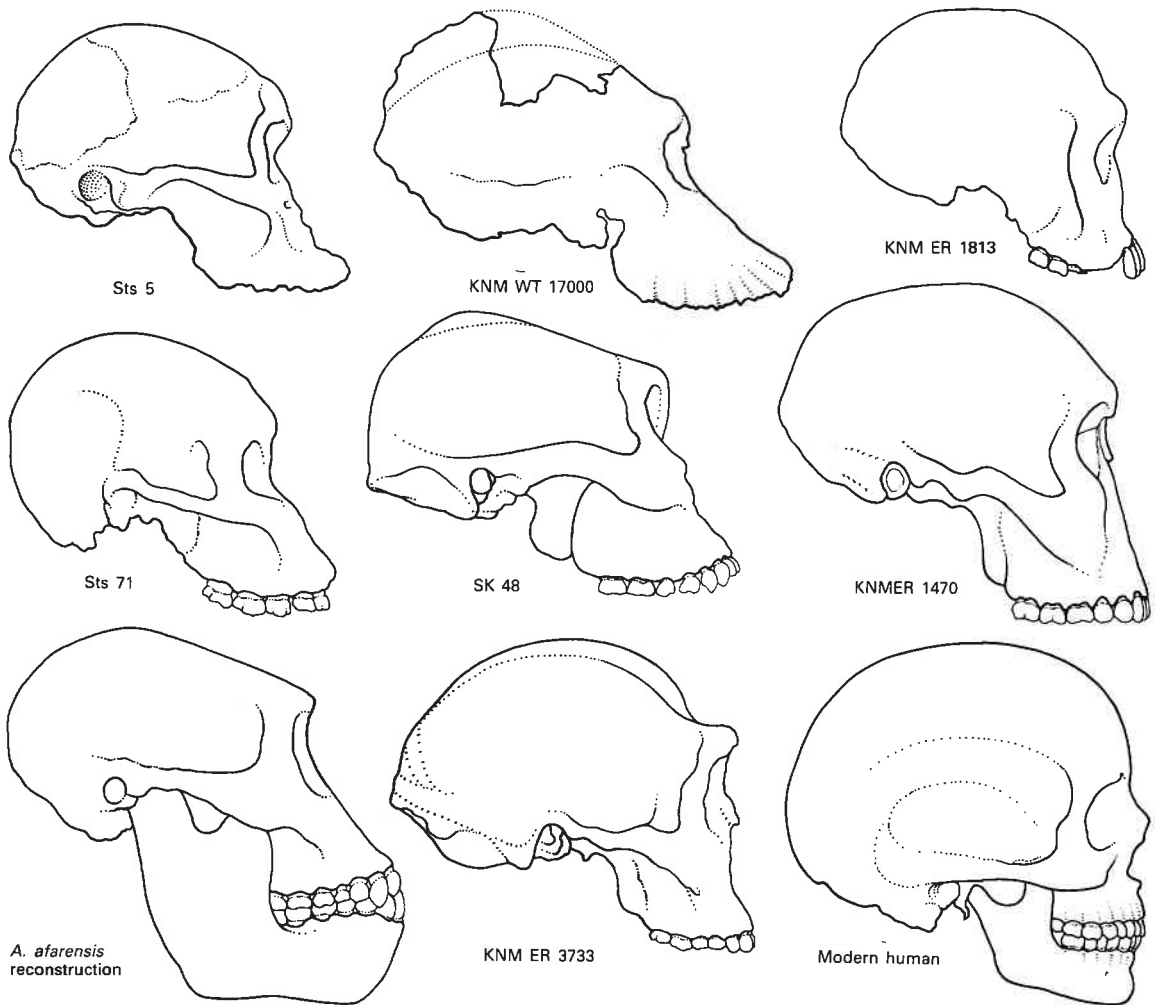 Sts 5
KNM WT 17000
KNM ER 1813
Sts 71
SK 48
KNMER 1470
A. afarensis
reconstruction
KNM ER 3733
Modern human